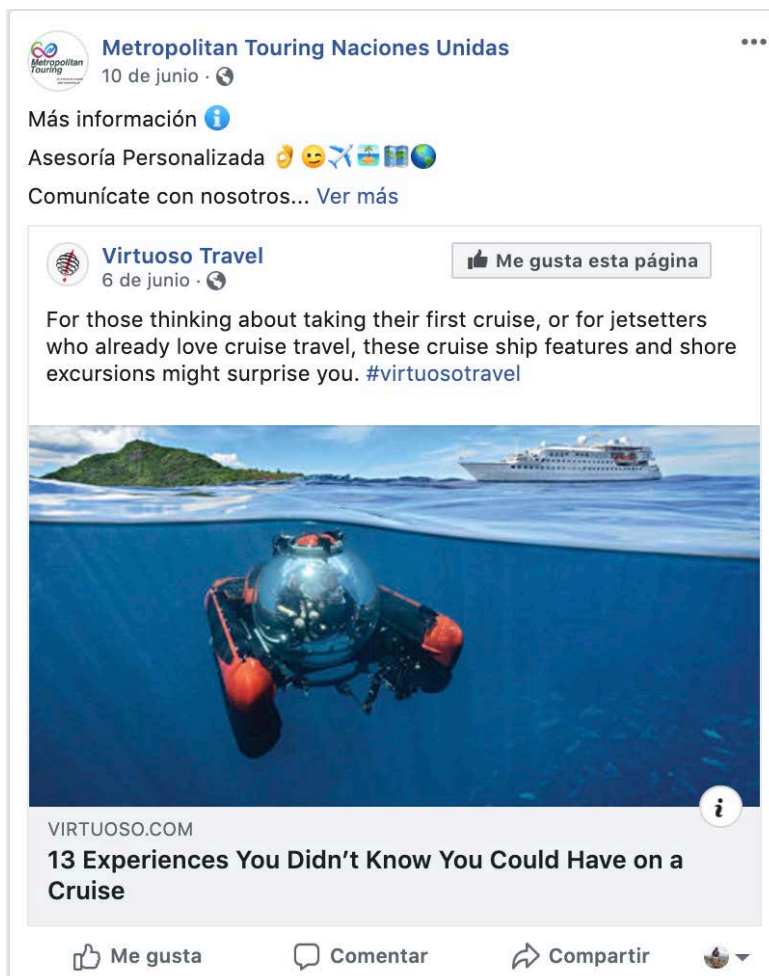 Metropolitan Touring
Metropolitan Touring Naciones Unidas
10 de junio ·
Más información ℹ️
Asesoría Personalizada 👌😉✈️🏝🗺🌎
Comunícate con nosotros... Ver más
Virtuoso Travel
6 de junio ·
Me gusta esta página
For those thinking about taking their first cruise, or for jetsetters
who already love cruise travel, these cruise ship features and shore
excursions might surprise you. #virtuosotravel
i
VIRTUOSO.COM
13 Experiences You Didn’t Know You Could Have on a
Cruise
Me gusta
Comentar
Compartir